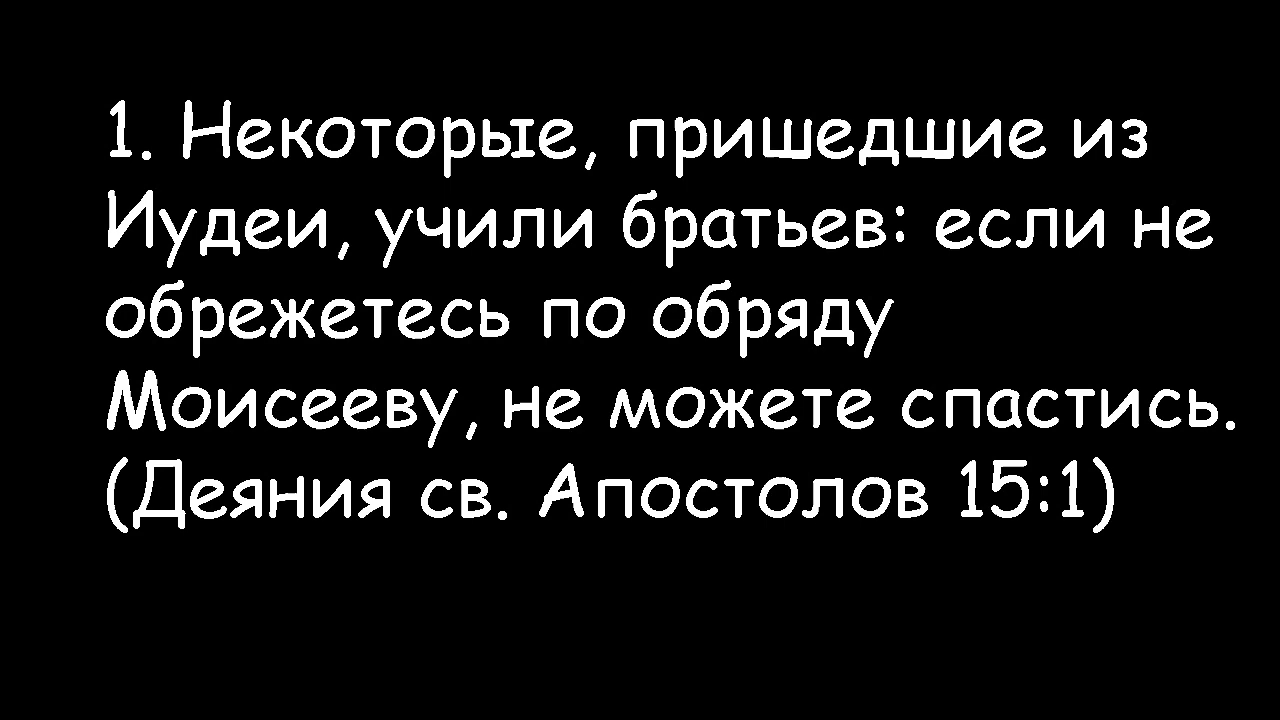 1. Некоторые, пришедшие из
Иудеи, учили братьев: если не
обрежетесь по обряду
Моисееву, не можете спастись.
(Деяния св. Апостолов 15:1)